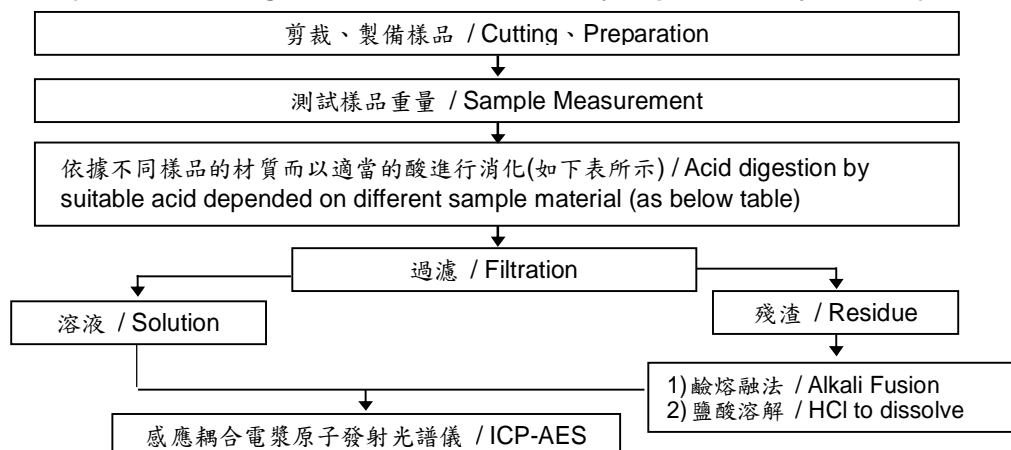 剪裁、製備樣品 / Cutting、Preparation
測試樣品重量 / Sample Measurement
依據不同樣品的材質而以適當的酸進行消化(如下表所示) / Acid digestion by
suitable acid depended on different sample material (as below table)
過濾 / Filtration
溶液 / Solution
殘渣 / Residue
1)鹼熔融法 / Alkali Fusion
2)鹽酸溶解 / HCl to dissolve
感應耦合電漿原子發射光譜儀 / ICP-AES